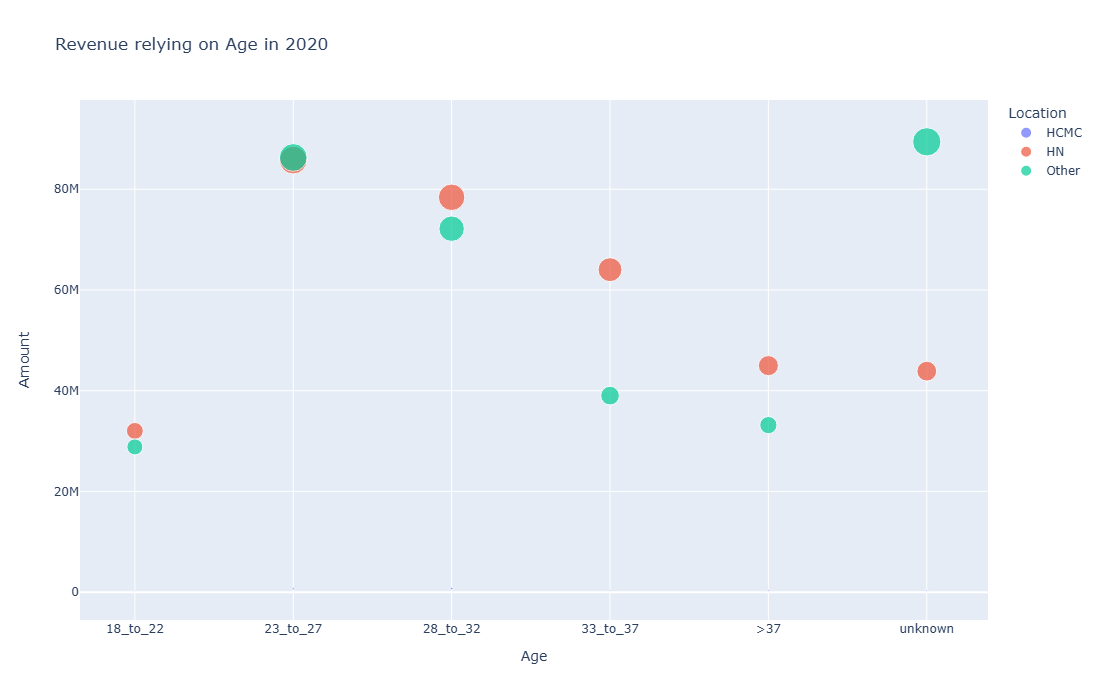 Revenue relying on Age in 2020
Location
HCMC
HN
Other
80M
60M
40M
20M
0
Amount
18_to_22
23_to_27
28_to_32
33_to_37
>37
unknown
Age